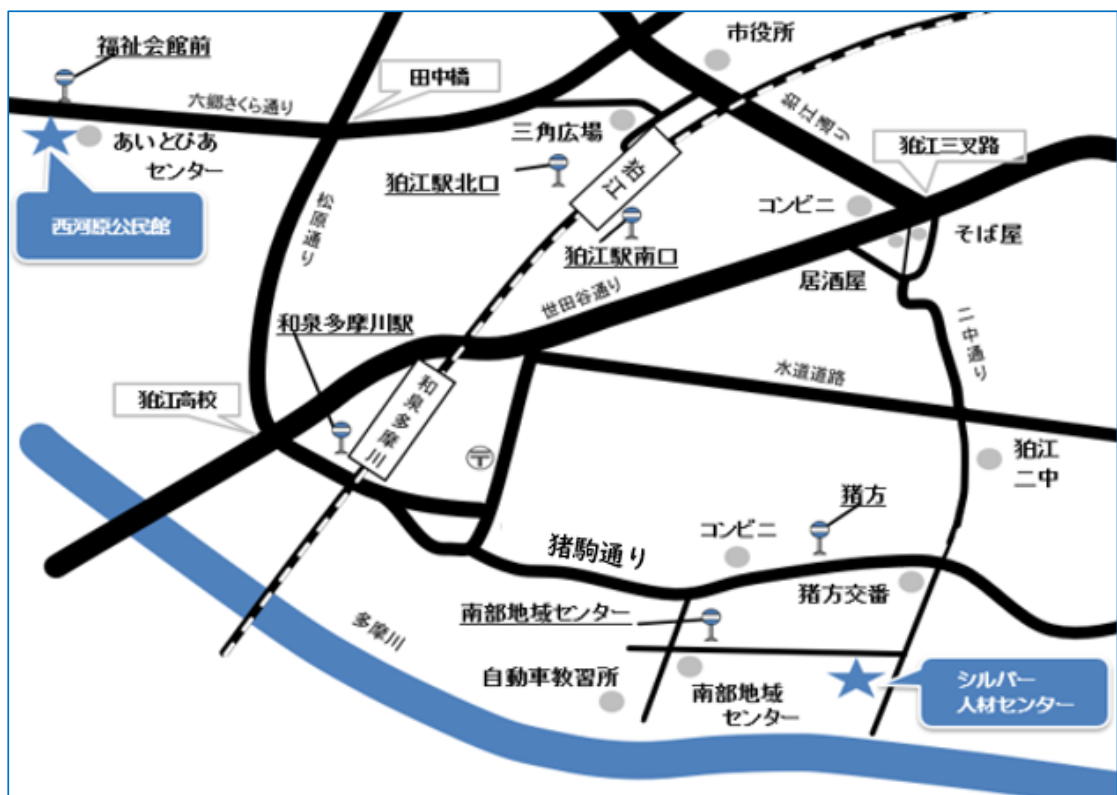 福祉会館前
市役所
田中橋
六郷さくら通り
狛江通り
あいとぴあ
センター
三角広場
狛江三叉路
狛江駅北口
狛江
コンビニ
西河原公民館
松原通り
そば屋
狛江駅南口
居酒屋
世田谷通り
和泉多摩川駅
二中通り
水道道路
狛江高校
和泉多摩川
〒
狛江
二中
猪方
コンビニ
猪駒通り
猪方交番
南部地域センター
多摩川
自動車教習所
南部地域
センター
シルバー
人材センター